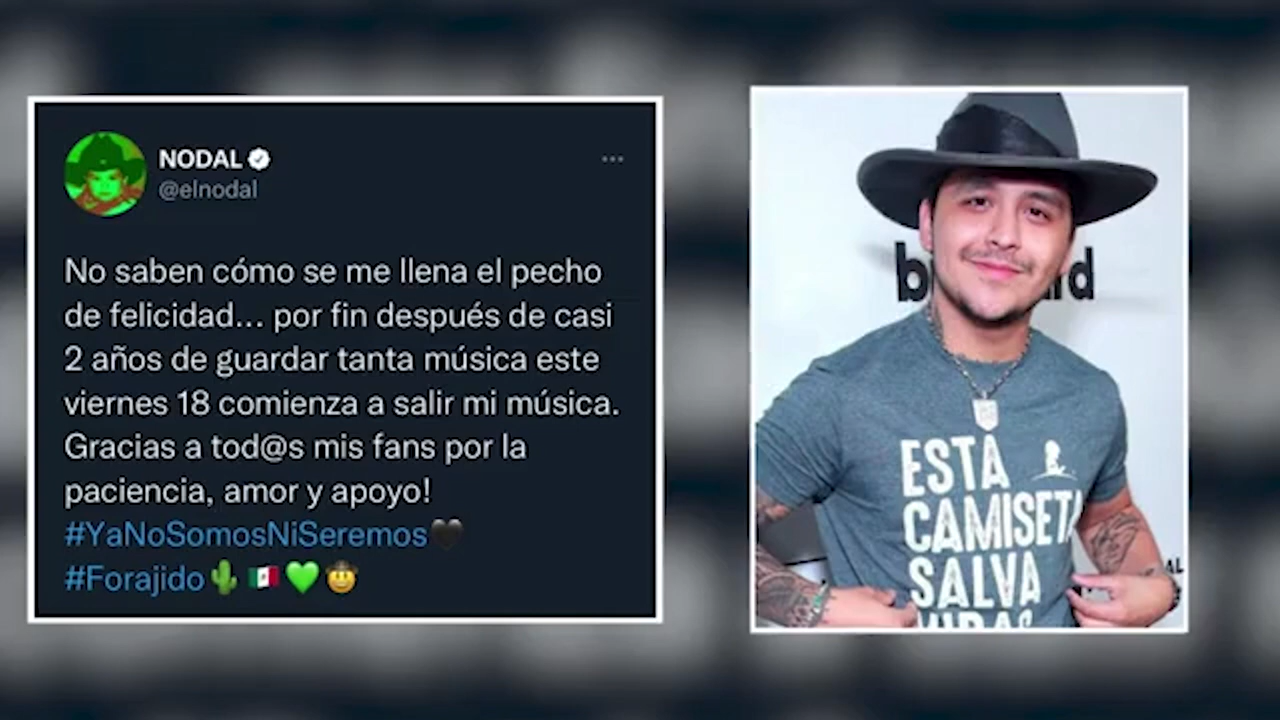 NODAL
@elnodal
No saben cómo se me llena el pecho
de felicidad... por fin después de casi
2 años de guardar tanta música este
viernes 18 comienza a salir mi música.
Gracias a tod@s mis fans por la
paciencia, amor y apoyo!
#YaNoSomosNiSeremos🖤
#Forajido🌵🇲🇽💚🤠
ESTA
CAMISETA
SALVA